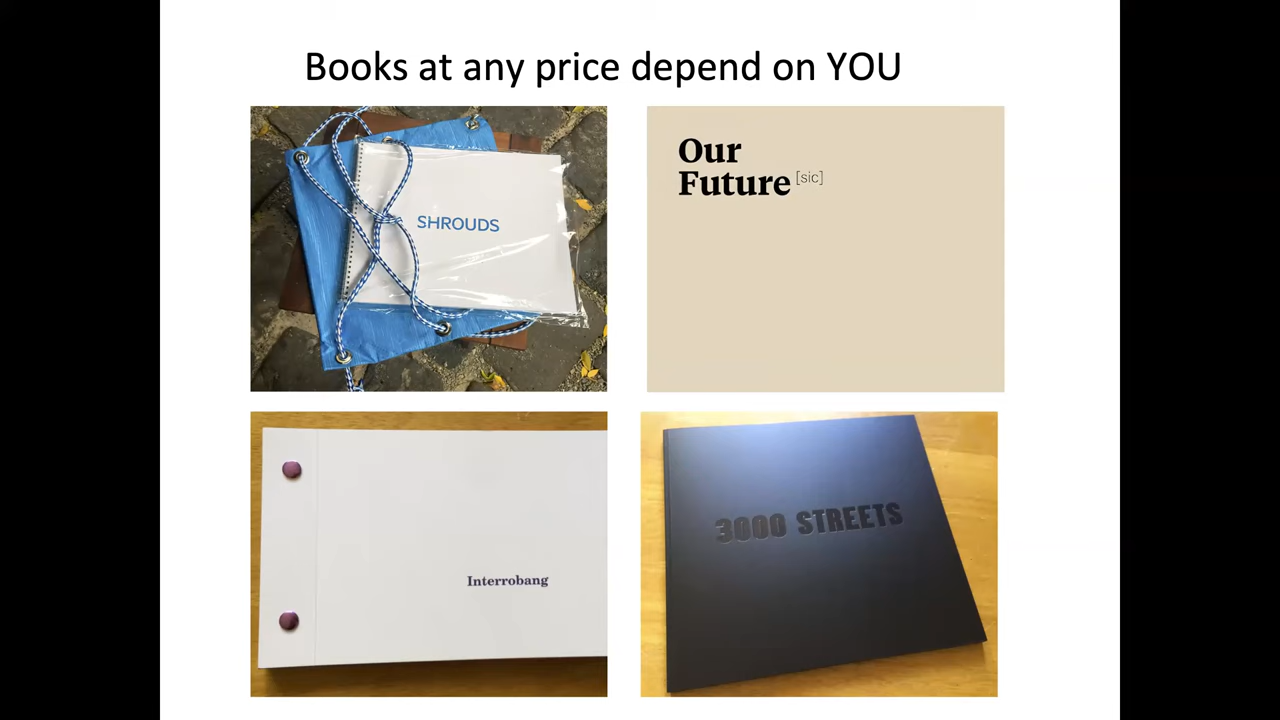 Books at any price depend on YOU
SHROUDS
Our
Future [sic]
Interrobang
3000 STREETS